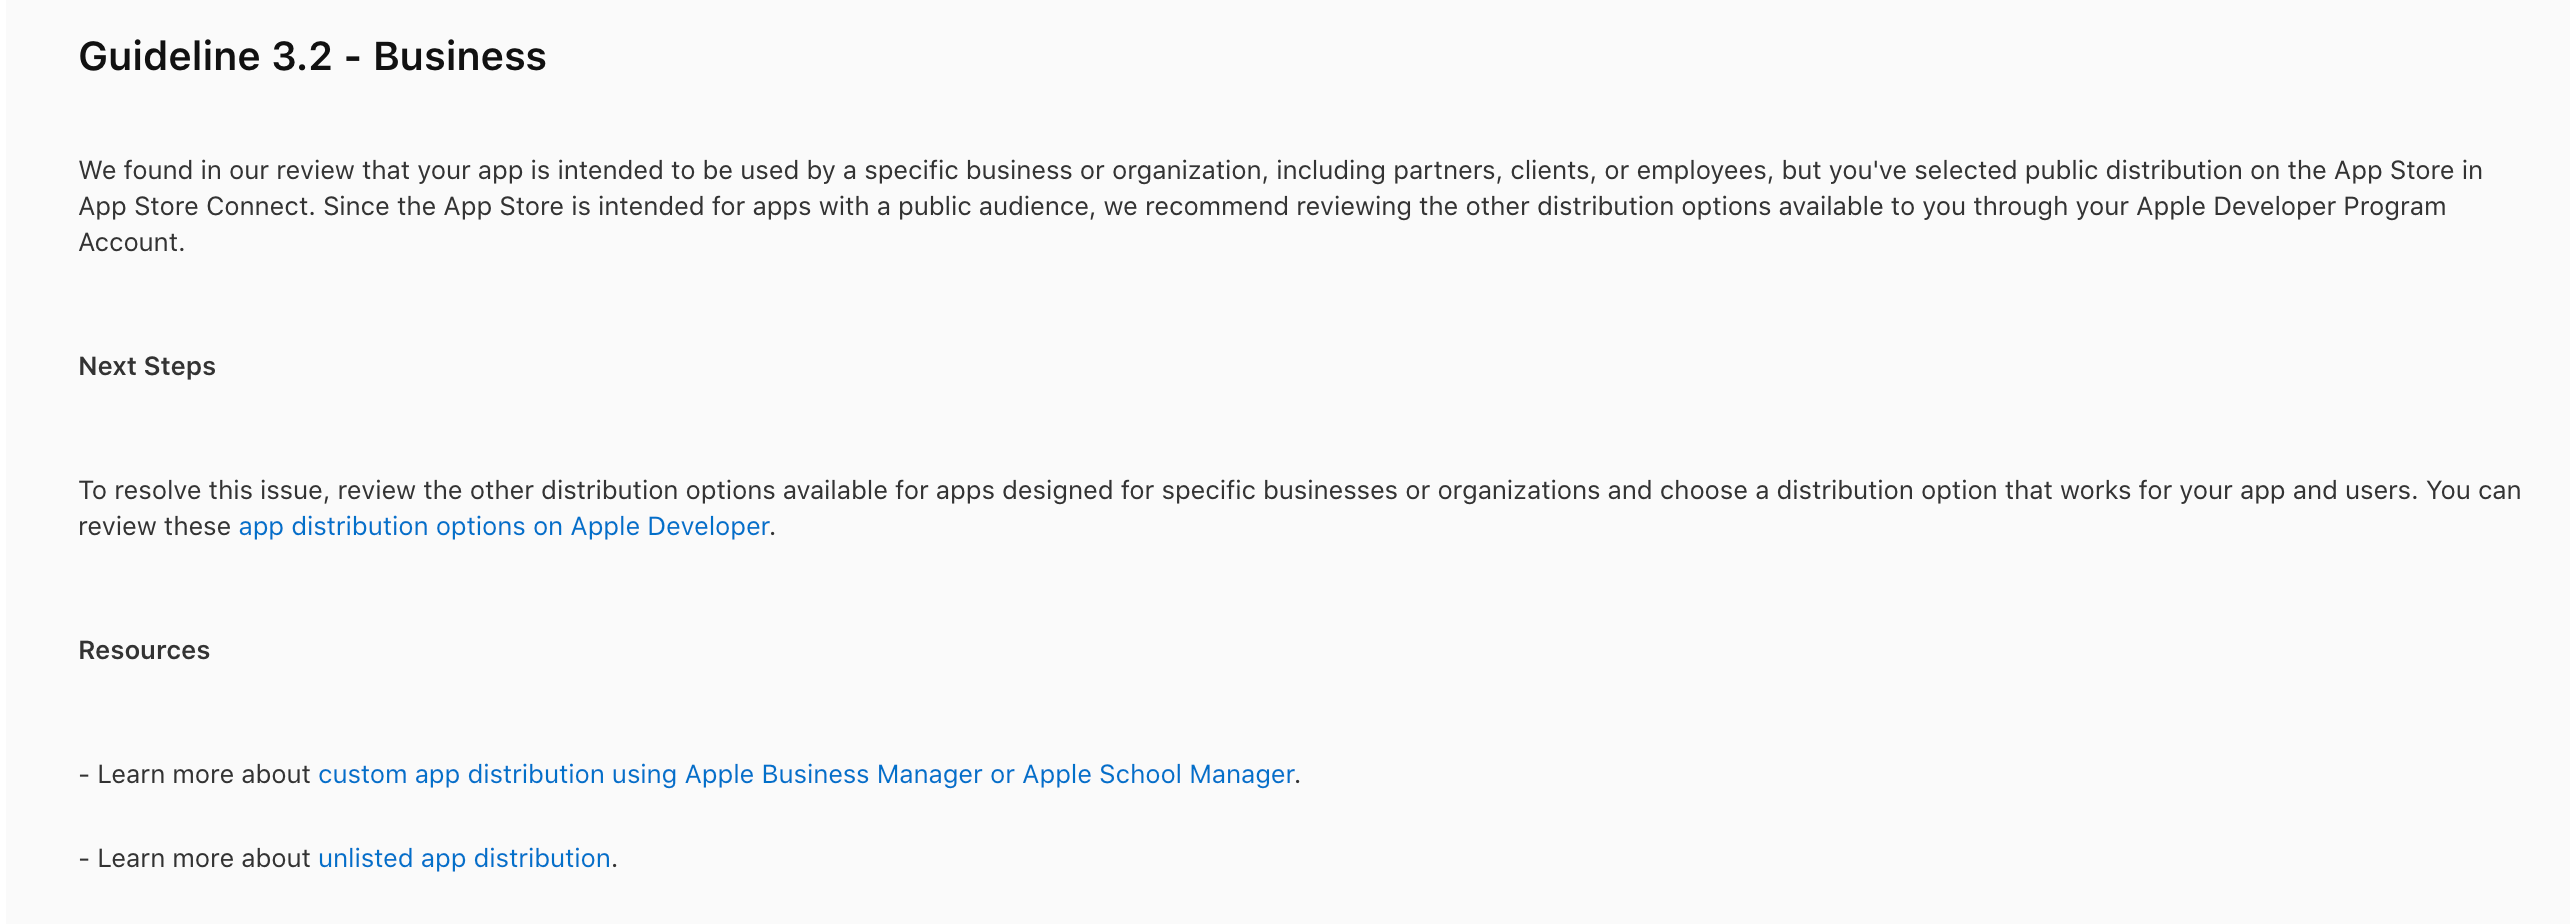 Guideline 3.2 - Business
We found in our review that your app is intended to be used by a specific business or organization, including partners, clients, or employees, but you've selected public distribution on the App Store in
App Store Connect. Since the App Store is intended for apps with a public audience, we recommend reviewing the other distribution options available to you through your Apple Developer Program
Account.
Next Steps
To resolve this issue, review the other distribution options available for apps designed for specific businesses or organizations and choose a distribution option that works for your app and users. You can
review these app distribution options on Apple Developer.
Resources
- Learn more about custom app distribution using Apple Business Manager or Apple School Manager.
- Learn more about unlisted app distribution.